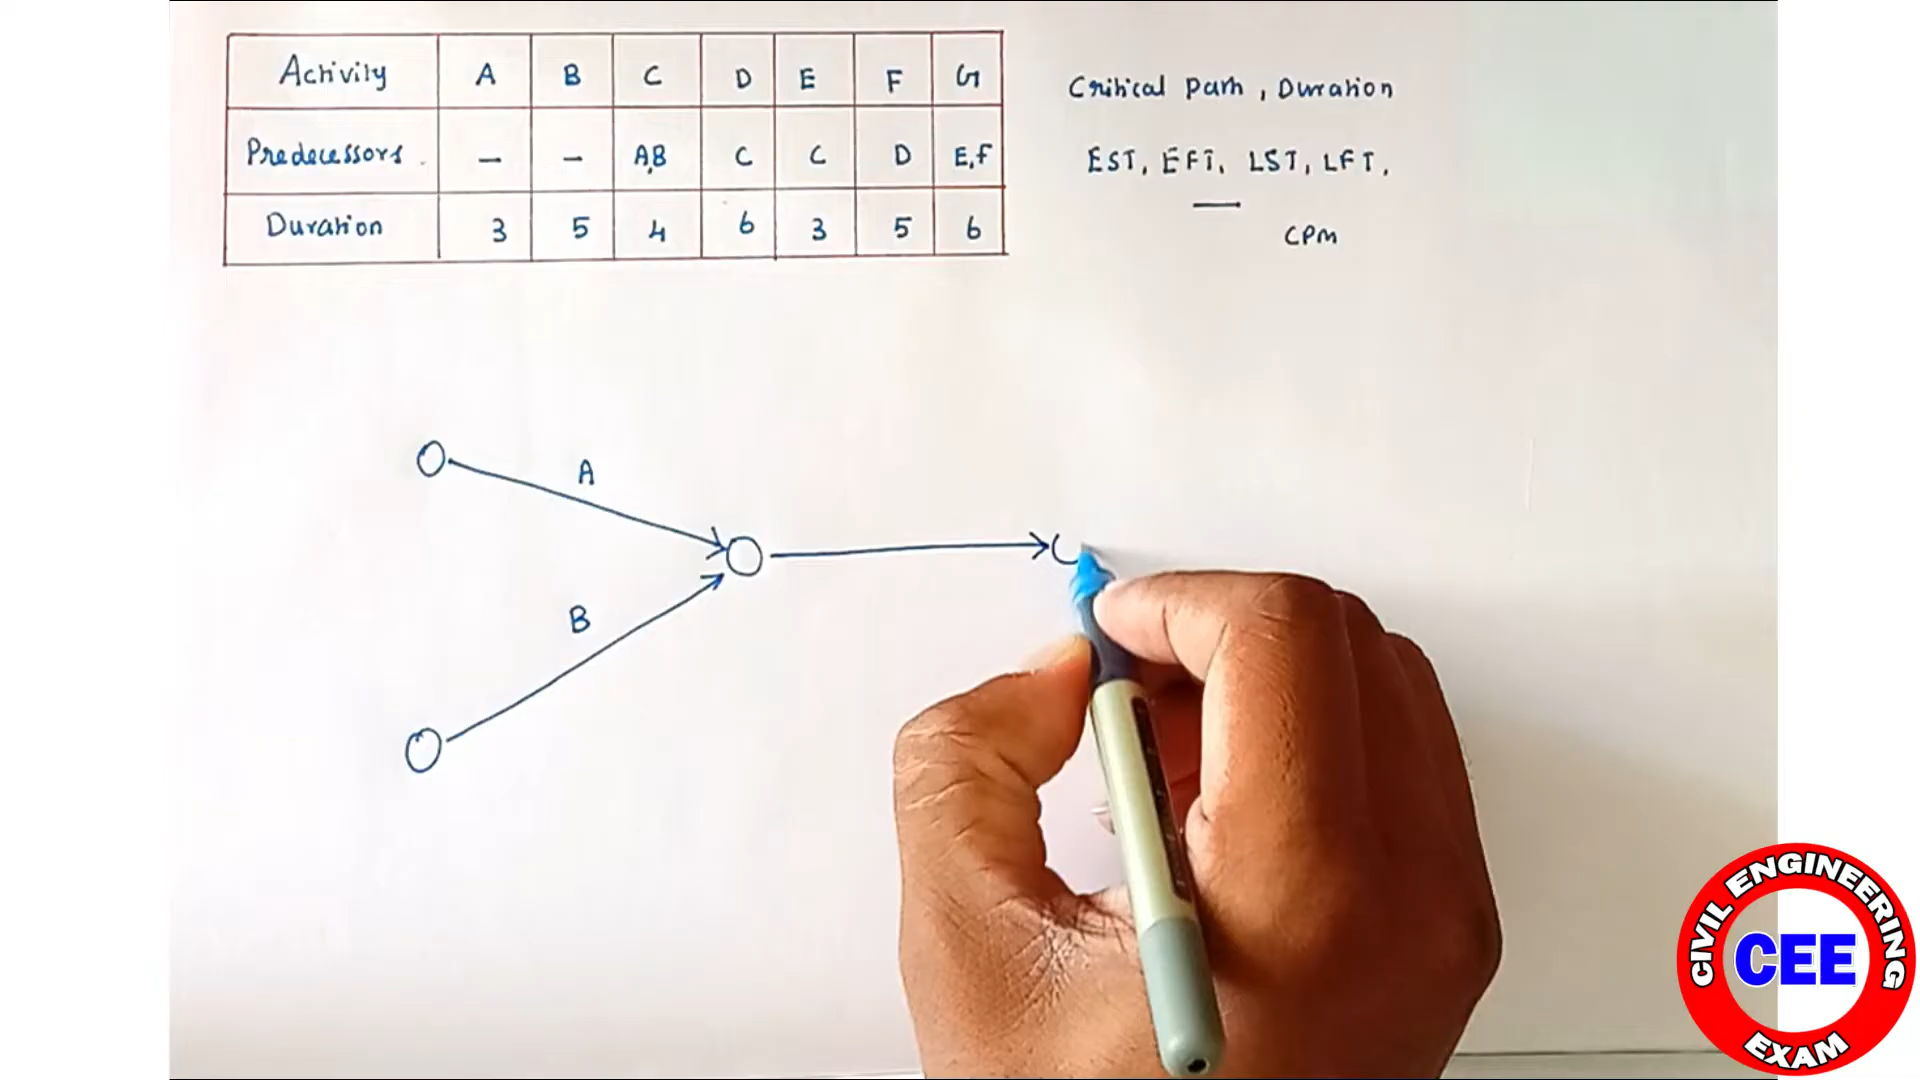 Activity A B C D E F G
Predecessors - - A,B C C D E,F
Duration 3 5 4 6 3 5 6
Critical Path, Duration
EST, EFT, LST, LFT,
CPM
A
B
CIVIL ENGINEERING
CEE
EXAM